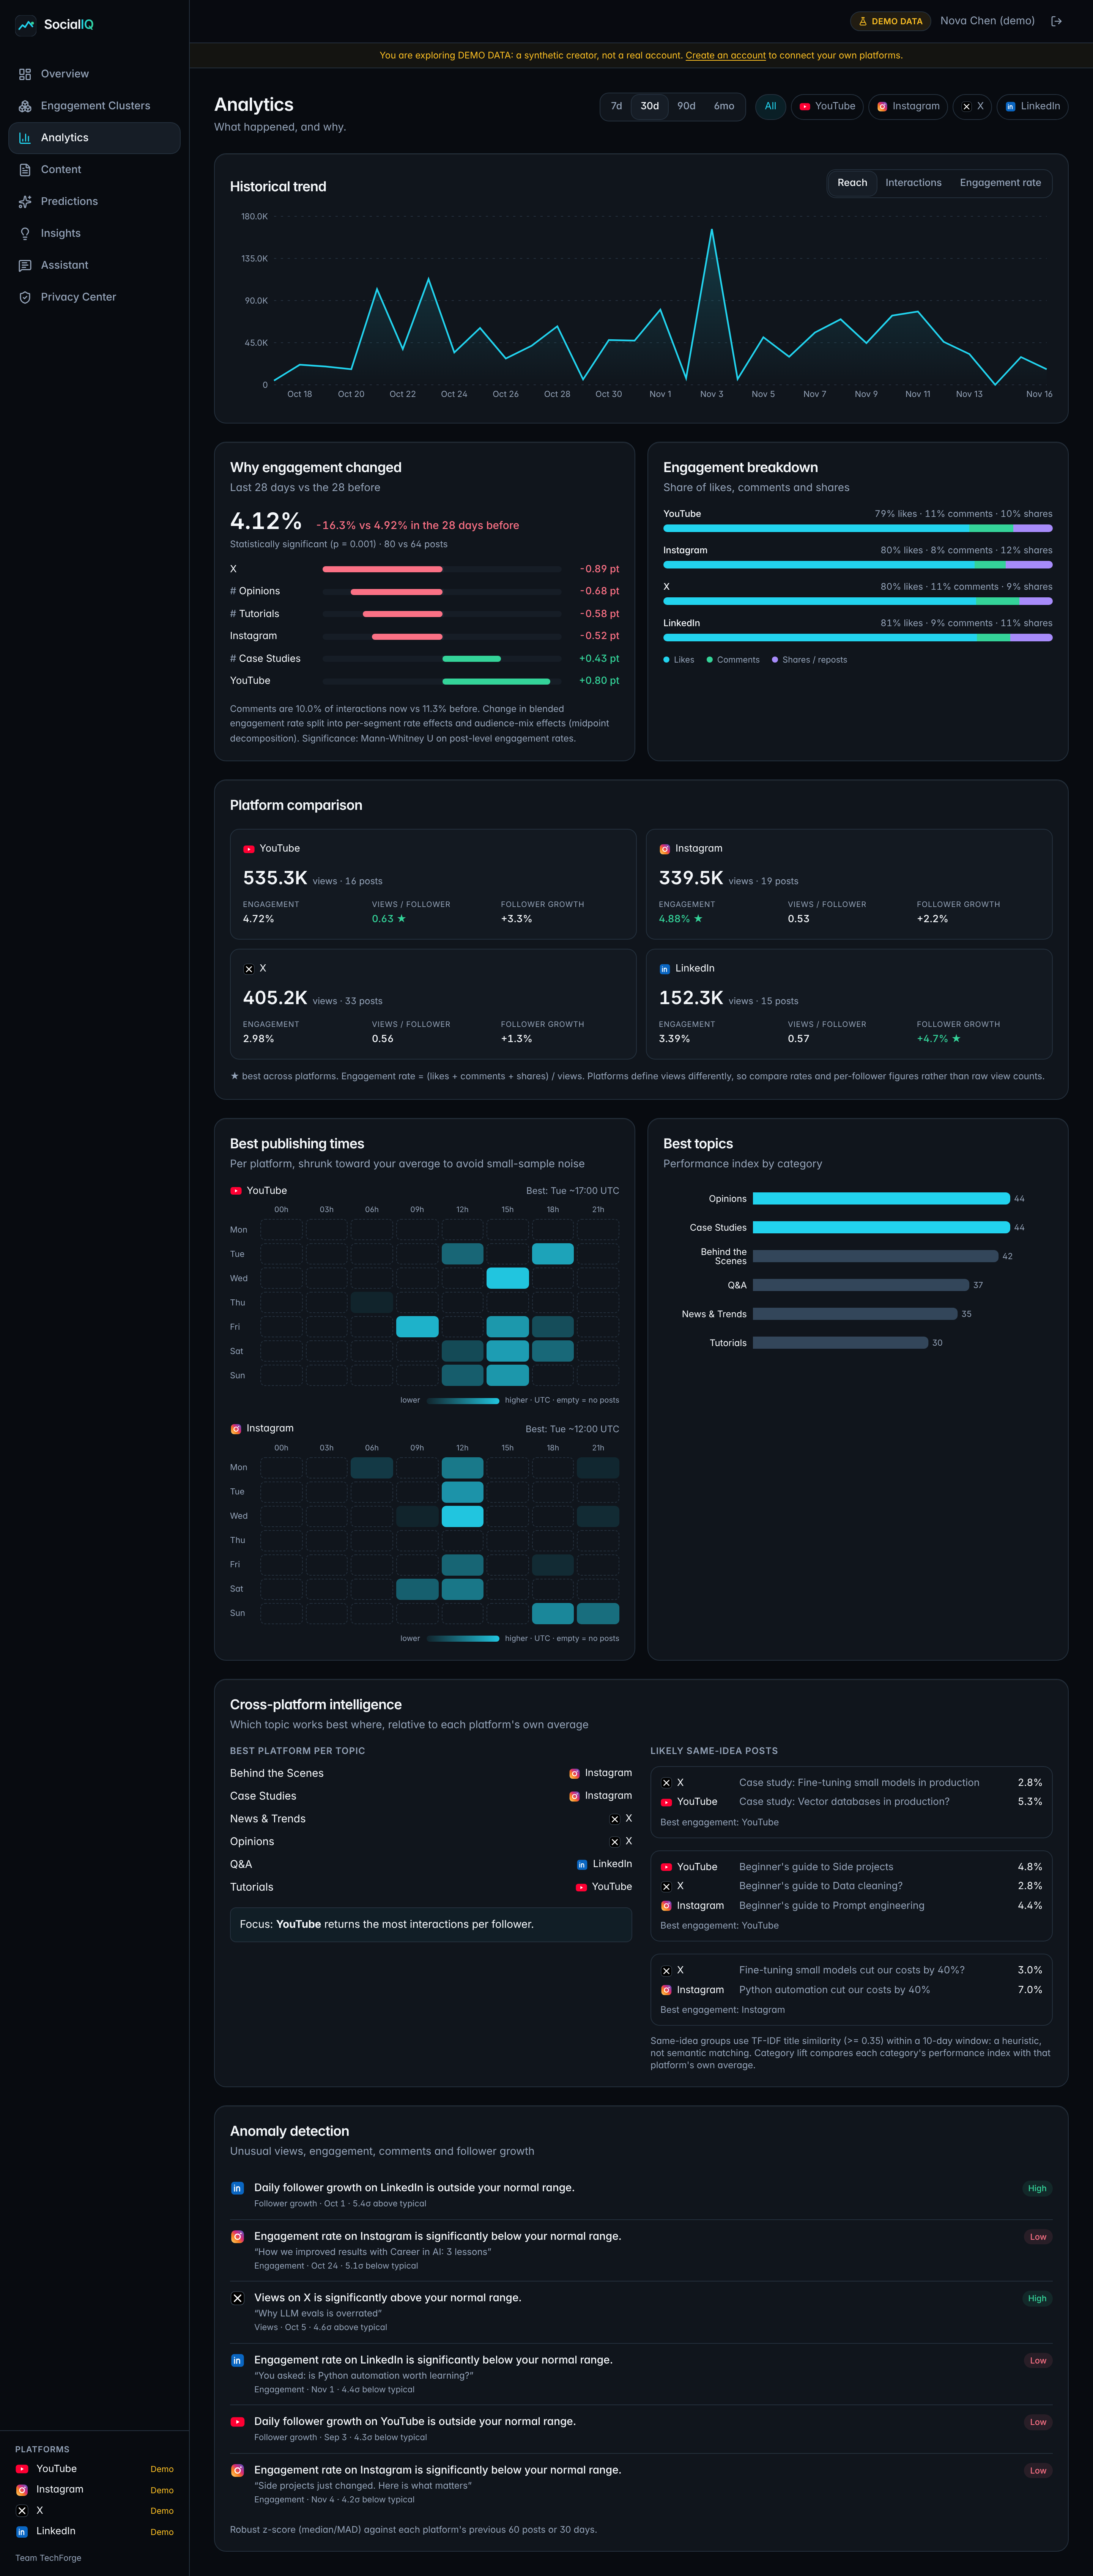 SocialIQ
DEMO DATA
Nova Chen (demo)
You are exploring DEMO DATA: a synthetic creator, not a real account. Create an account to connect your own platforms.
Overview
Engagement Clusters
Analytics
Content
Predictions
Insights
Assistant
Privacy Center
Analytics
What happened, and why.
7d 30d 90d 6mo
All YouTube Instagram X LinkedIn
Historical trend
Reach Interactions Engagement rate
180.0K
135.0K
90.0K
45.0K
0
Oct 18 Oct 20 Oct 22 Oct 24 Oct 26 Oct 28 Oct 30 Nov 1 Nov 3 Nov 5 Nov 7 Nov 9 Nov 11 Nov 13 Nov 16
Why engagement changed
Last 28 days vs the 28 before
4.12% -16.3% vs 4.92% in the 28 days before
Statistically significant (p = 0.001) · 80 vs 64 posts
X -0.89 pt
# Opinions -0.68 pt
# Tutorials -0.58 pt
Instagram -0.52 pt
# Case Studies +0.43 pt
YouTube +0.80 pt
Comments are 10.0% of interactions now vs 11.3% before. Change in blended
engagement rate split into per-segment rate effects and audience-mix effects (midpoint
decomposition). Significance: Mann-Whitney U on post-level engagement rates.
Engagement breakdown
Share of likes, comments and shares
YouTube 79% likes · 11% comments · 10% shares
Instagram 80% likes · 8% comments · 12% shares
X 80% likes · 11% comments · 9% shares
LinkedIn 81% likes · 9% comments · 11% shares
Likes Comments Shares / reposts
Platform comparison
YouTube
535.3K views · 16 posts
ENGAGEMENT VIEWS / FOLLOWER FOLLOWER GROWTH
4.72% 0.63 ★ +3.3%
Instagram
339.5K views · 19 posts
ENGAGEMENT VIEWS / FOLLOWER FOLLOWER GROWTH
4.88% ★ 0.53 +2.2%
X
405.2K views · 33 posts
ENGAGEMENT VIEWS / FOLLOWER FOLLOWER GROWTH
2.98% 0.56 +1.3%
LinkedIn
152.3K views · 15 posts
ENGAGEMENT VIEWS / FOLLOWER FOLLOWER GROWTH
3.39% 0.57 +4.7% ★
★ best across platforms. Engagement rate = (likes + comments + shares) / views. Platforms define views differently, so compare rates and per-follower figures rather than raw view counts.
Best publishing times
Per platform, shrunk toward your average to avoid small-sample noise
YouTube Best: Tue ~17:00 UTC
00h 03h 06h 09h 12h 15h 18h 21h
Mon
Tue
Wed
Thu
Fri
Sat
Sun
lower higher · UTC · empty = no posts
Instagram Best: Tue ~12:00 UTC
00h 03h 06h 09h 12h 15h 18h 21h
Mon
Tue
Wed
Thu
Fri
Sat
Sun
lower higher · UTC · empty = no posts
Best topics
Performance index by category
Opinions 44
Case Studies 44
Behind the
Scenes 42
Q&A 37
News & Trends 35
Tutorials 30
Cross-platform intelligence
Which topic works best where, relative to each platform's own average
BEST PLATFORM PER TOPIC
Behind the Scenes Instagram
Case Studies Instagram
News & Trends X
Opinions X
Q&A LinkedIn
Tutorials YouTube
Focus: YouTube returns the most interactions per follower.
LIKELY SAME-IDEA POSTS
X Case study: Fine-tuning small models in production 2.8%
YouTube Case study: Vector databases in production? 5.3%
Best engagement: YouTube
YouTube Beginner's guide to Side projects 4.8%
X Beginner's guide to Data cleaning? 2.8%
Instagram Beginner's guide to Prompt engineering 4.4%
Best engagement: YouTube
X Fine-tuning small models cut our costs by 40%? 3.0%
Instagram Python automation cut our costs by 40% 7.0%
Best engagement: Instagram
Same-idea groups use TF-IDF title similarity (>= 0.35) within a 10-day window: a heuristic,
not semantic matching. Category lift compares each category's performance index with that
platform's own average.
Anomaly detection
Unusual views, engagement, comments and follower growth
Daily follower growth on LinkedIn is outside your normal range. High
Follower growth · Oct 1 · 5.4σ above typical
Engagement rate on Instagram is significantly below your normal range. Low
“How we improved results with Career in AI: 3 lessons”
Engagement · Oct 24 · 5.1σ below typical
Views on X is significantly above your normal range. High
“Why LLM evals is overrated”
Views · Oct 5 · 4.6σ above typical
Engagement rate on LinkedIn is significantly below your normal range. Low
“You asked: is Python automation worth learning?”
Engagement · Nov 1 · 4.4σ below typical
Daily follower growth on YouTube is outside your normal range. Low
Follower growth · Sep 3 · 4.3σ below typical
Engagement rate on Instagram is significantly below your normal range. Low
“Side projects just changed. Here is what matters”
Engagement · Nov 4 · 4.2σ below typical
Robust z-score (median/MAD) against each platform's previous 60 posts or 30 days.
PLATFORMS
YouTube Demo
Instagram Demo
X Demo
LinkedIn Demo
Team TechForge